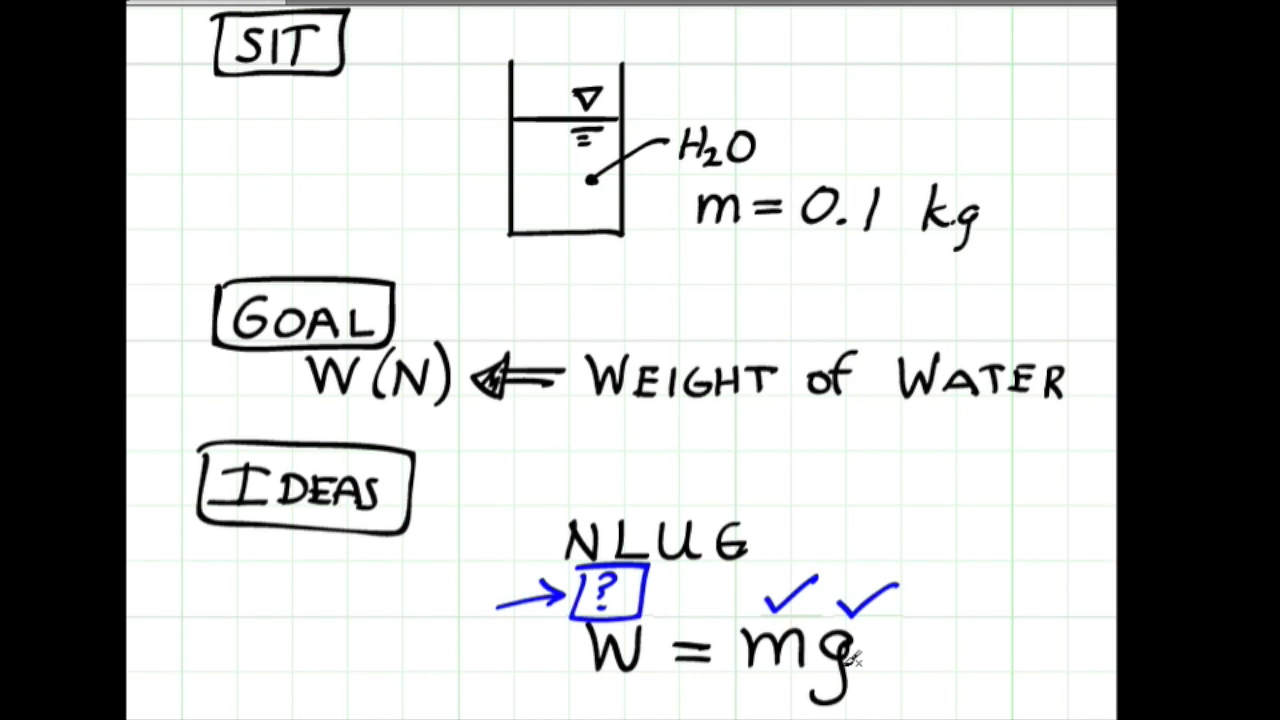 SIT
H₂O
m = 0.1 kg
GOAL
W (N) ⇐ WEIGHT of WATER
IDEAS
NLUG
?
✓ ✓
W = mg